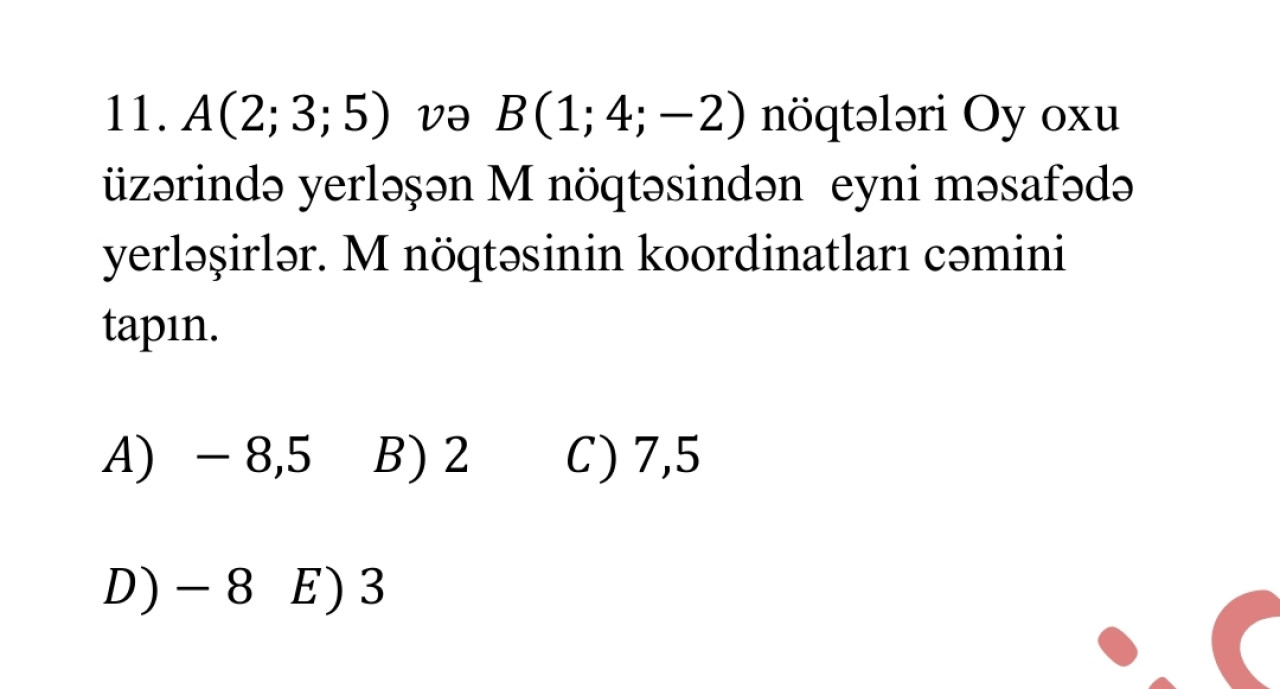 11. A(2; 3; 5) və B(1; 4; −2) nöqtələri Oy oxu
üzərində yerləşən M nöqtəsindən eyni məsafədə
yerləşirlər. M nöqtəsinin koordinatları cəmini
tapın.
A) − 8,5 B) 2 C) 7,5
D) − 8 E) 3